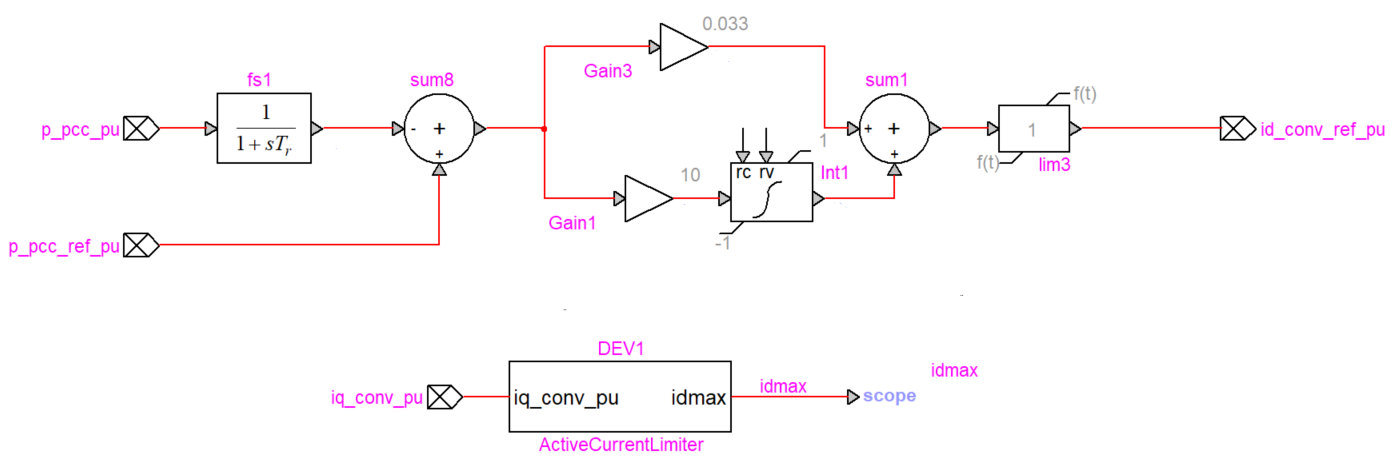 0.033
Gain3
fs1
sum8
sum1
f(t)
p_pcc_pu
1
1+sT_r
-
+
+
+
+
+
1
id_conv_ref_pu
f(t)
lim3
1
10
rc rv
Int1
Gain1
-1
p_pcc_ref_pu
DEV1
idmax
iq_conv_pu
iq_conv_pu
idmax
idmax
scope
ActiveCurrentLimiter